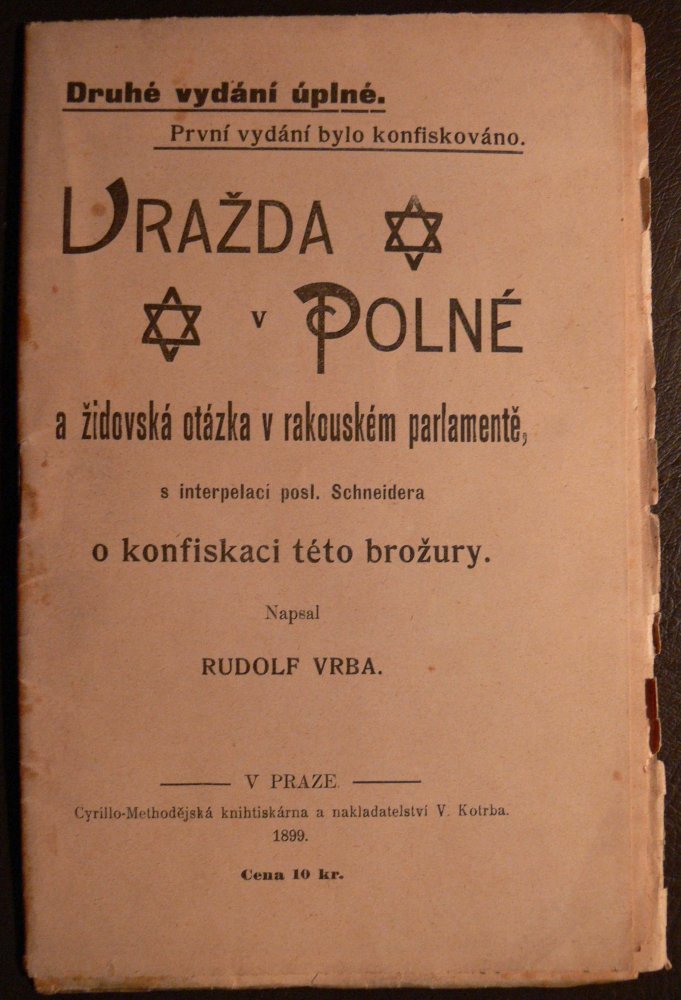 Druhé vydání úplné.
První vydání bylo konfiskováno.
VRAŽDA
v POLNÉ
a židovská otázka v rakouském parlamentě,
s interpelací posl. Schneidera
o konfiskaci této brožury.
Napsal
RUDOLF VRBA.
V PRAZE.
Cyrillo-Methodějská knihtiskárna a nakladatelství V. Kotrba.
1899.
Cena 10 kr.